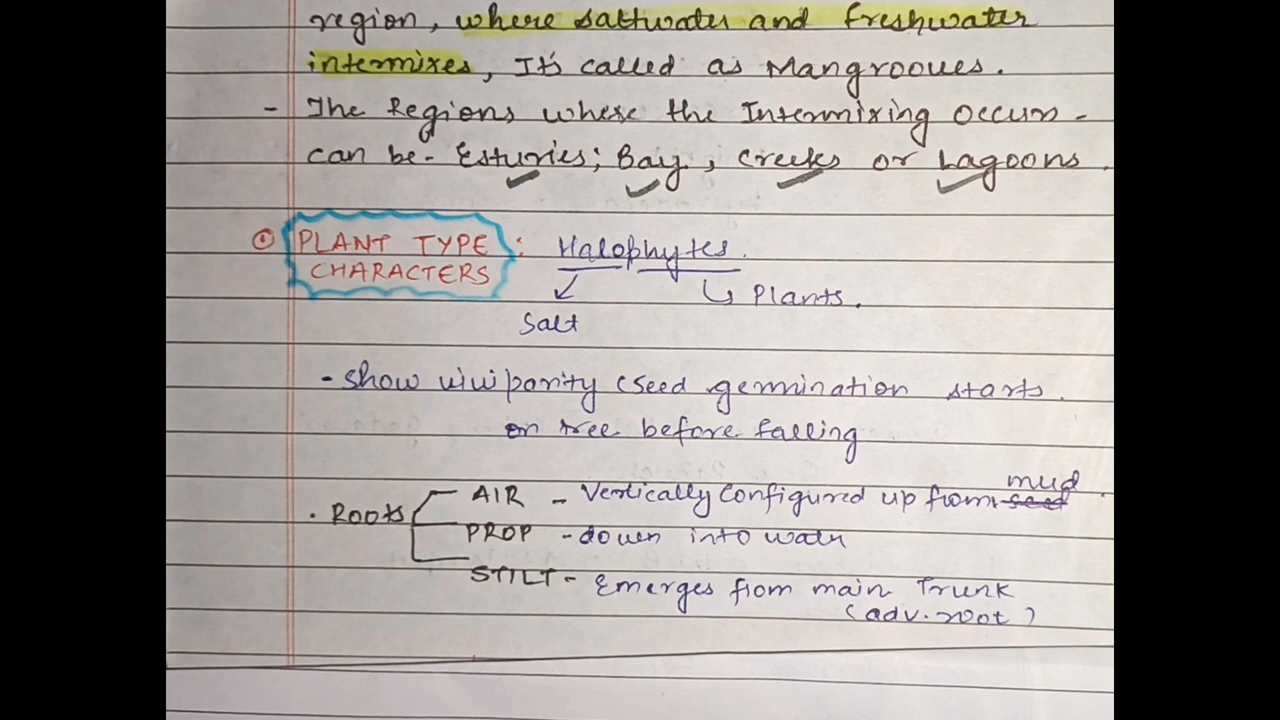 region, where saltwater and freshwater
intermixes, It's called as Mangrooves.
- The Regions where the Intermixing Occurs -
can be - Esturies; Bay, creeks or Lagoons.
PLANT TYPE CHARACTERS : Halophytes.
Salt
Plants.
- show viviparity (seed germination starts
on tree before falling
mud
. Roots AIR - Vertically configured up from seed.
PROP - down into water
STILT - Emerges from main Trunk
(adv. root)